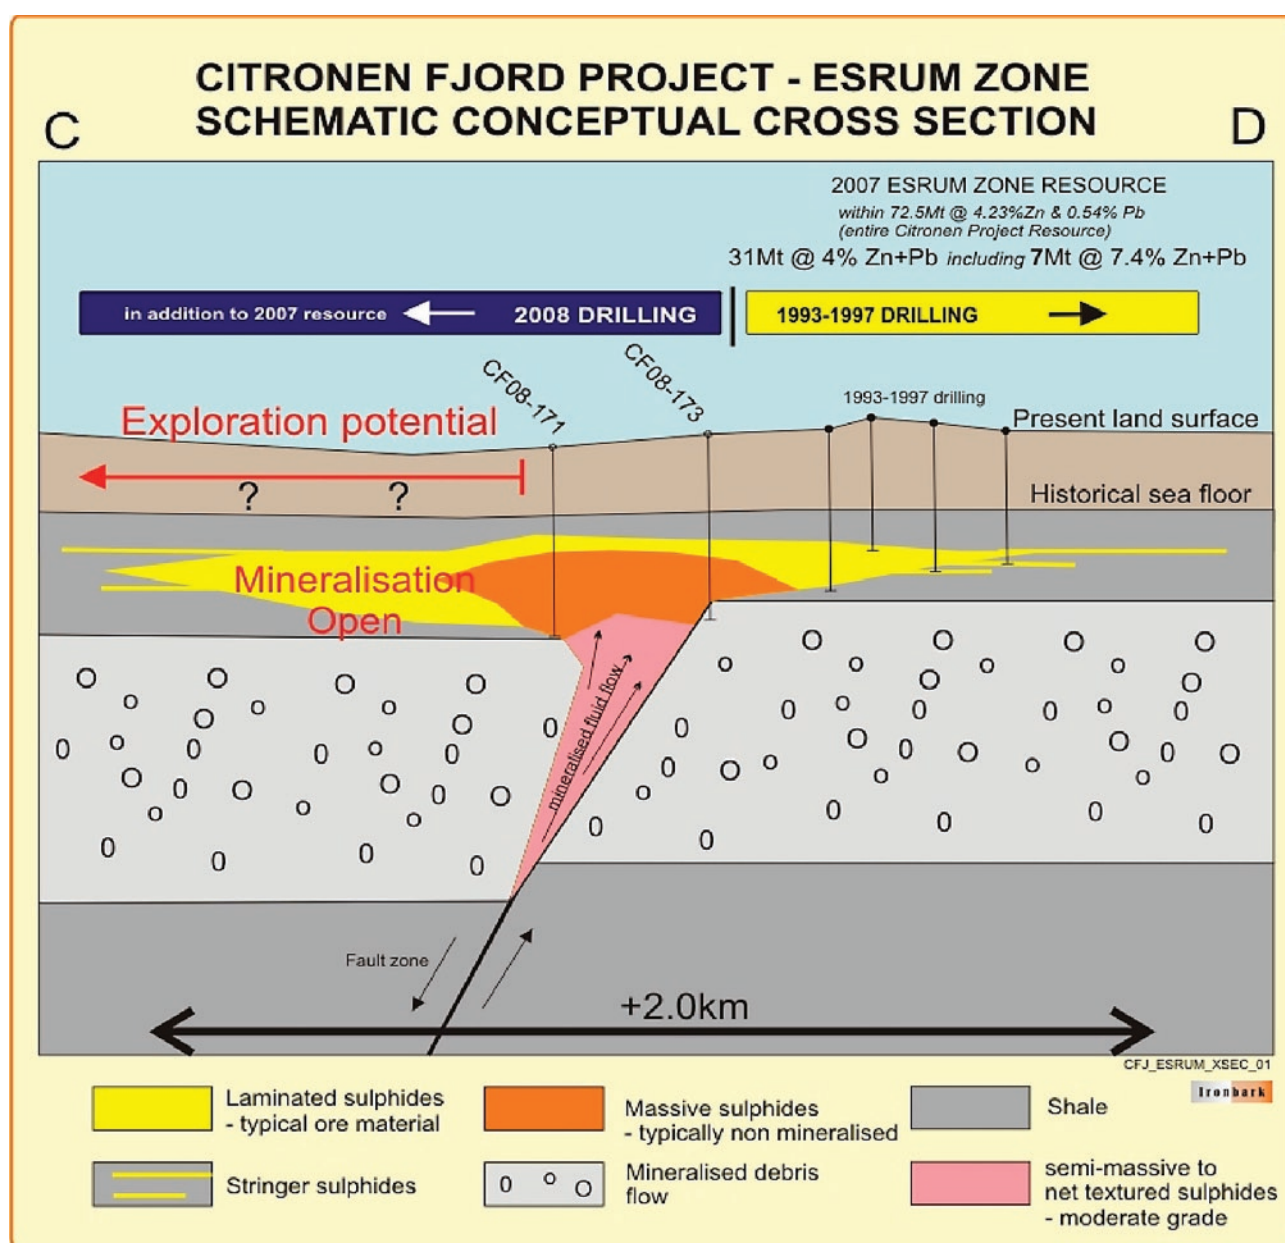 CITRONEN FJORD PROJECT - ESRUM ZONE
SCHEMATIC CONCEPTUAL CROSS SECTION
C
D
2007 ESRUM ZONE RESOURCE
within 72.5Mt @ 4.23%Zn & 0.54% Pb
(entire Citronen Project Resource)
31Mt @ 4% Zn+Pb including 7Mt @ 7.4% Zn+Pb
in addition to 2007 resource
2008 DRILLING
1993-1997 DRILLING
CF08-171
CF08-173
1993-1997 drilling
Exploration potential
Present land surface
? ?
Historical sea floor
Mineralisation
Open
mineralised fluid flow
Fault zone
+2.0km
CFJ_ESRUM_XSEC_01
Ironbark
Laminated sulphides
- typical ore material
Massive sulphides
- typically non mineralised
Shale
Stringer sulphides
Mineralised debris
flow
semi-massive to
net textured sulphides
- moderate grade